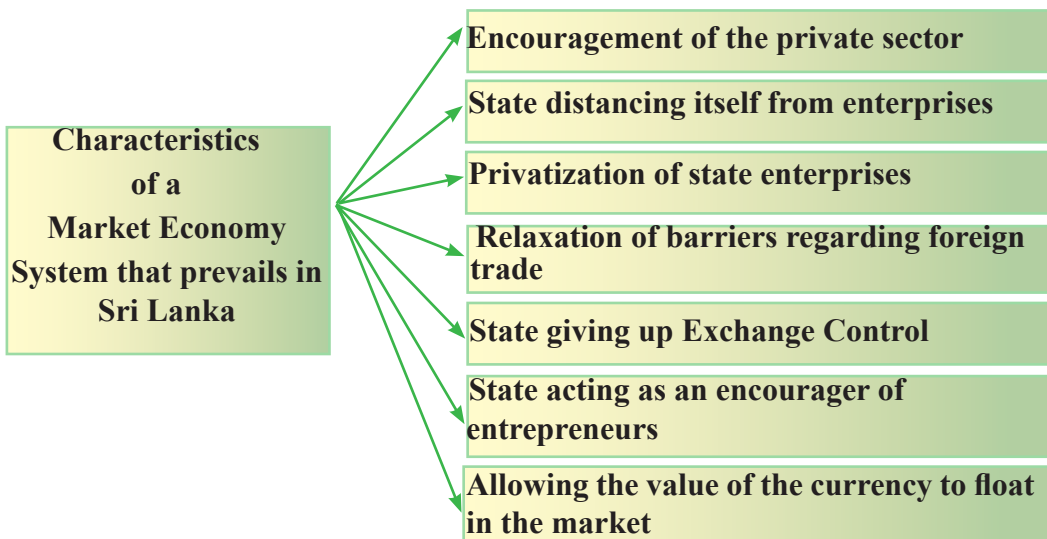 Characteristics
of a
Market Economy
System that prevails in
Sri Lanka
Encouragement of the private sector
State distancing itself from enterprises
Privatization of state enterprises
Relaxation of barriers regarding foreign
trade
State giving up Exchange Control
State acting as an encourager of
entrepreneurs
Allowing the value of the currency to float
in the market